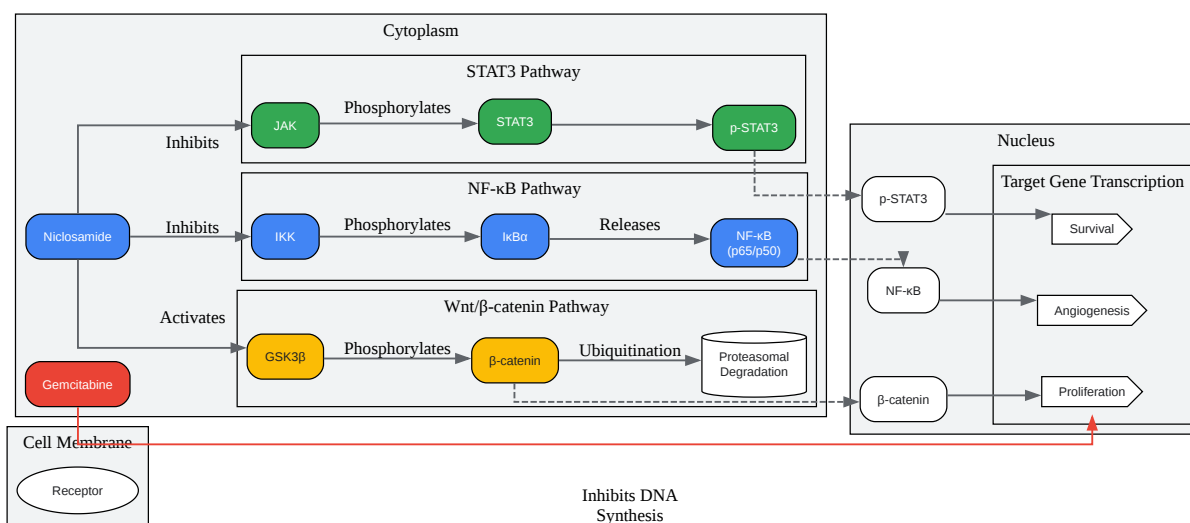 Cytoplasm
STAT3 Pathway
JAK
Phosphorylates
STAT3
p-STAT3
Inhibits
NF-κB Pathway
Niclosamide
Inhibits
IKK
Phosphorylates
IκBα
Releases
NF-κB
(p65/p50)
Wnt/β-catenin Pathway
Activates
GSK3β
Phosphorylates
β-catenin
Ubiquitination
Proteasomal
Degradation
Gemcitabine
Nucleus
Target Gene Transcription
p-STAT3
Survival
NF-κB
Angiogenesis
β-catenin
Proliferation
Cell Membrane
Receptor
Inhibits DNA
Synthesis